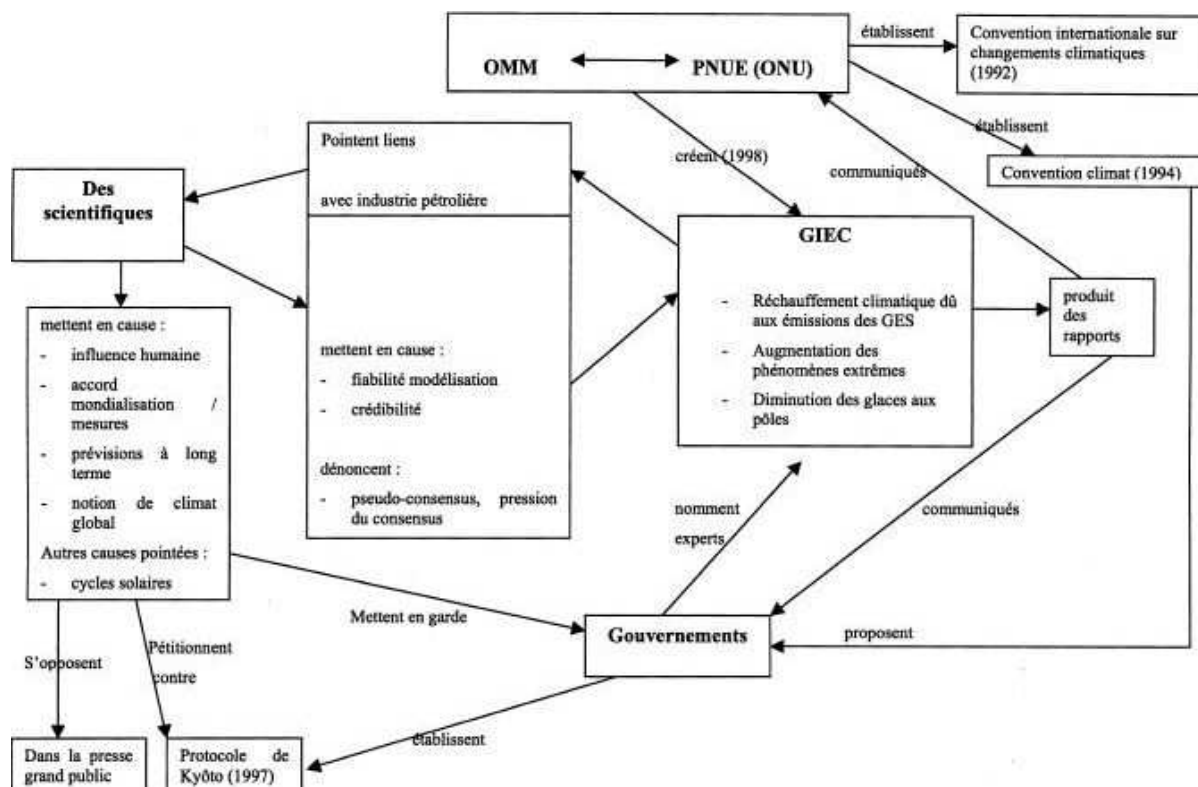 établissent
Convention internationale sur
changements climatiques
(1992)
OMM
PNUE (ONU)
établissent
Convention climat (1994)
créent (1998)
communiqués
Pointent liens
avec industrie pétrolière
Des
scientifiques
GIEC
- Réchauffement climatique dû
aux émissions des GES
- Augmentation des
phénomènes extrêmes
- Diminution des glaces aux
pôles
produit
des
rapports
mettent en cause :
- influence humaine
- accord
mondialisation /
mesures
- prévisions à long
terme
- notion de climat
global
Autres causes pointées :
- cycles solaires
mettent en cause :
- fiabilité modélisation
- crédibilité
dénoncent :
- pseudo-consensus, pression
du consensus
nomment
experts
communiqués
Mettent en garde
Gouvernements
proposent
S'opposent
Pétitionnent
contre
établissent
Dans la presse
grand public
Protocole de
Kyôto (1997)